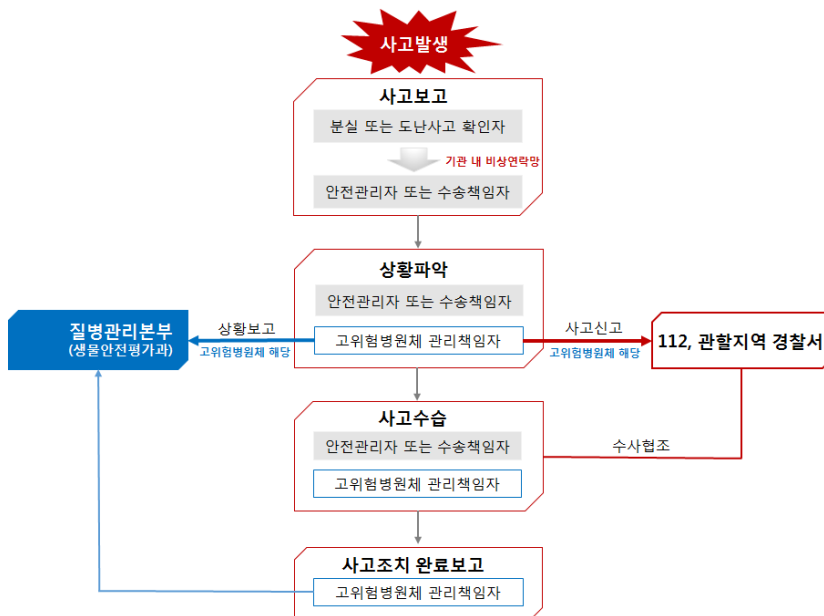 사고발생
사고보고
분실 또는 도난사고 확인자
기관 내 비상연락망
안전관리자 또는 수송책임자
상황파악
안전관리자 또는 수송책임자
고위험병원체 관리책임자
상황보고
고위험병원체 해당
질병관리본부
(생물안전평가과)
사고신고
고위험병원체 해당
112, 관할지역 경찰서
사고수습
안전관리자 또는 수송책임자
고위험병원체 관리책임자
수사협조
사고조치 완료보고
고위험병원체 관리책임자